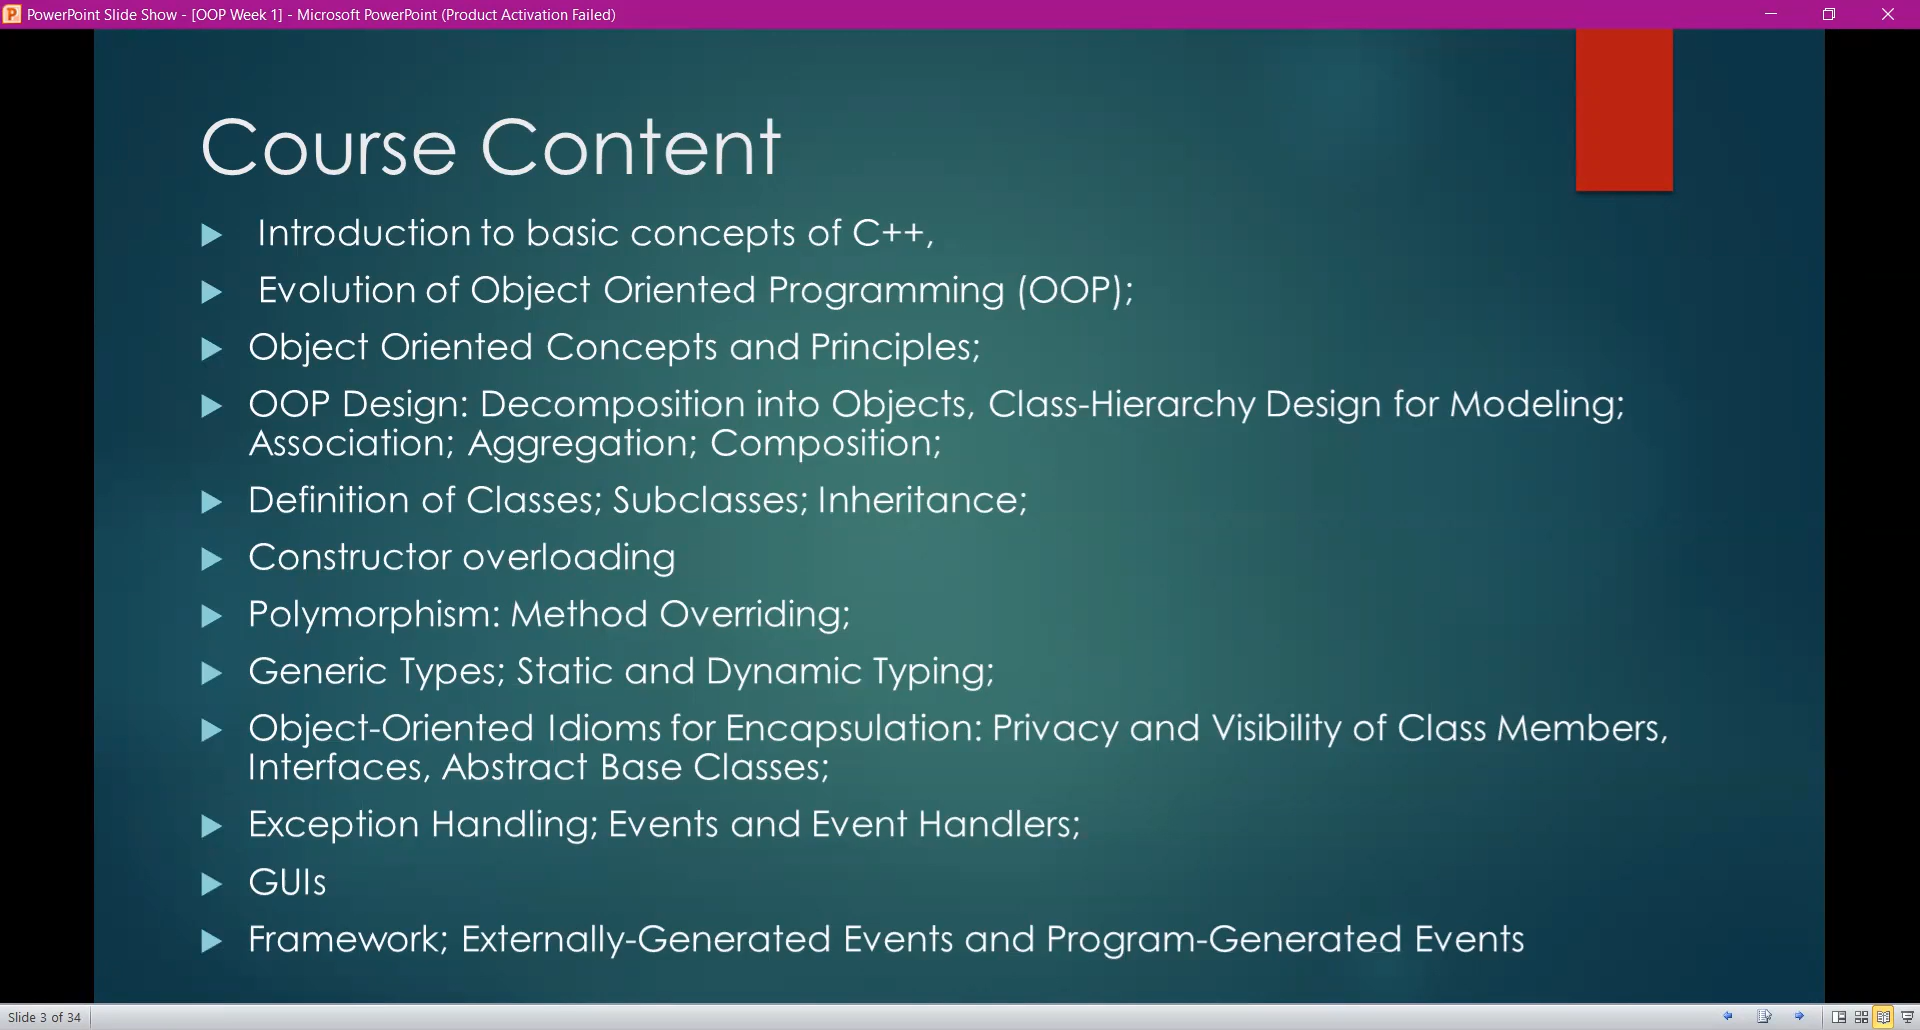 PowerPoint Slide Show - [OOP Week 1] - Microsoft PowerPoint (Product Activation Failed)
Course Content
Introduction to basic concepts of C++,
Evolution of Object Oriented Programming (OOP);
Object Oriented Concepts and Principles;
OOP Design: Decomposition into Objects, Class-Hierarchy Design for Modeling;
Association; Aggregation; Composition;
Definition of Classes; Subclasses; Inheritance;
Constructor overloading
Polymorphism: Method Overriding;
Generic Types; Static and Dynamic Typing;
Object-Oriented Idioms for Encapsulation: Privacy and Visibility of Class Members,
Interfaces, Abstract Base Classes;
Exception Handling; Events and Event Handlers;
GUIs
Framework; Externally-Generated Events and Program-Generated Events
Slide 3 of 34